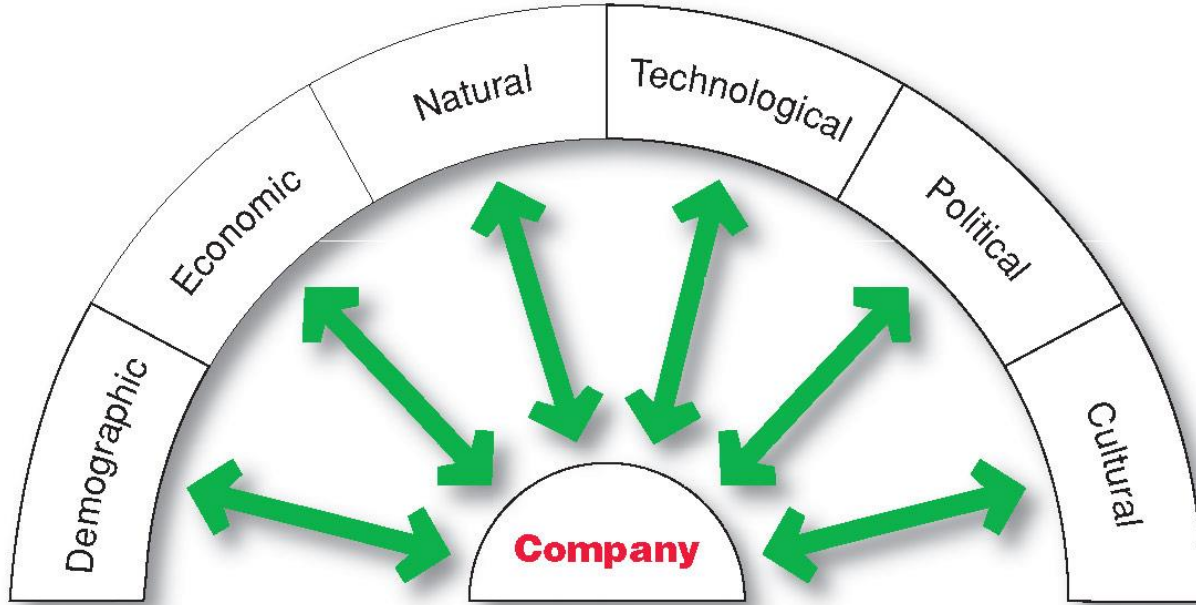 Demographic
Economic
Natural
Technological
Political
Cultural
Company